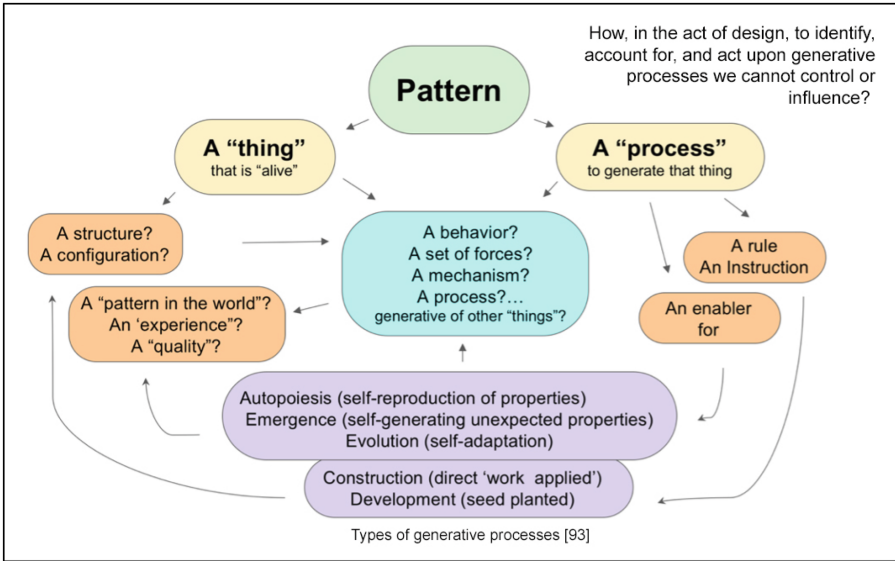 How, in the act of design, to identify,
account for, and act upon generative
processes we cannot control or
influence?
Pattern
A “thing”
that is “alive”
A “process”
to generate that thing
A structure?
A configuration?
A behavior?
A set of forces?
A mechanism?
A process?...
generative of other “things”?
A rule
An Instruction
A “pattern in the world”?
An ‘experience”?
A “quality”?
An enabler
for
Autopoiesis (self-reproduction of properties)
Emergence (self-generating unexpected properties)
Evolution (self-adaptation)
Construction (direct ‘work applied’)
Development (seed planted)
Types of generative processes [93]